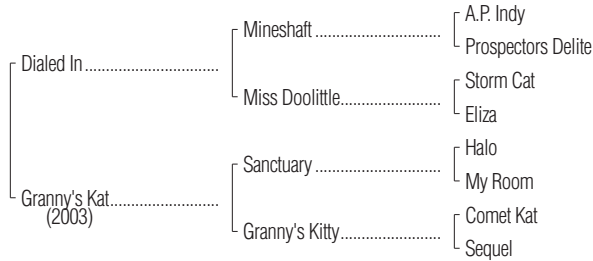 A.P. Indy
Mineshaft
Prospectors Delite
Dialed In
Storm Cat
Miss Doolittle
Eliza
Halo
Sanctuary
My Room
Granny's Kat
(2003)
Comet Kat
Granny's Kitty
Sequel